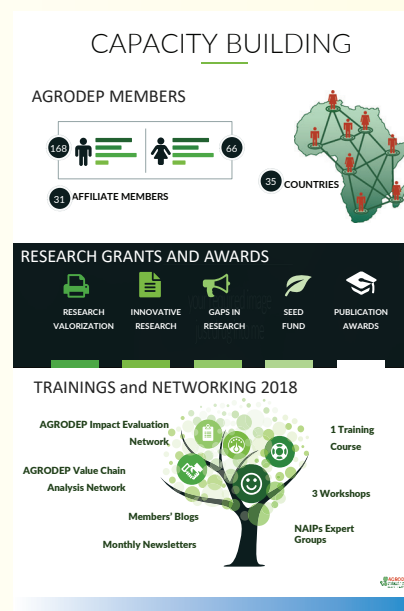 CAPACITY BUILDING
AGRODEP MEMBERS
168
66
31 AFFILIATE MEMBERS
35 COUNTRIES
RESEARCH GRANTS AND AWARDS
RESEARCH
VALORIZATION
INNOVATIVE
RESEARCH
GAPS IN
RESEARCH
SEED
FUND
PUBLICATION
AWARDS
TRAININGS and NETWORKING 2018
AGRODEP Impact Evaluation
Network
AGRODEP Value Chain
Analysis Network
Members' Blogs
Monthly Newsletters
1 Training
Course
3 Workshops
NAIPs Expert
Groups